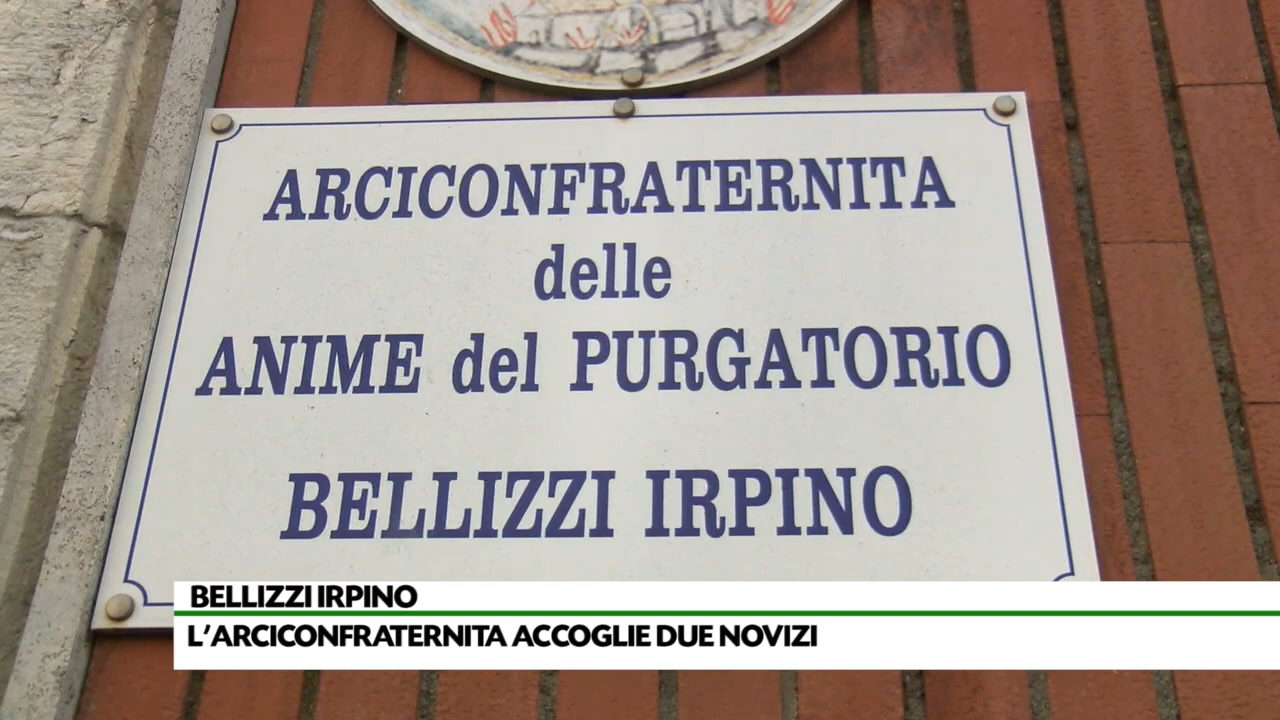 ARCICONFRATERNITA
delle
ANIME del PURGATORIO
BELLIZZI IRPINO
BELLIZZI IRPINO
L'ARCICONFRATERNITA ACCOGLIE DUE NOVIZI